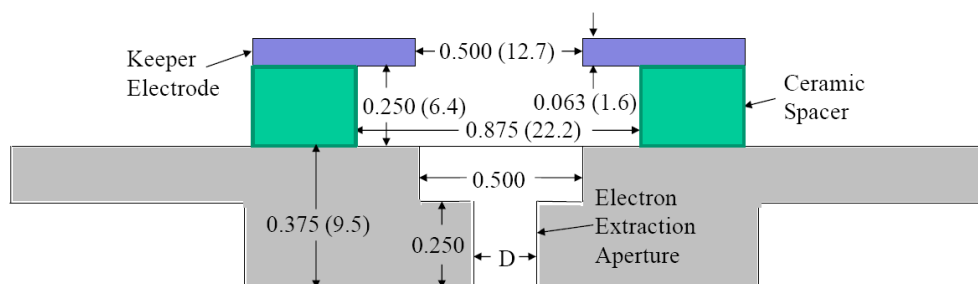 Keeper
Electrode
0.500 (12.7)
0.250 (6.4)
0.063 (1.6)
Ceramic
Spacer
0.875 (22.2)
0.500
0.375 (9.5)
0.250
D
Electron
Extraction
Aperture